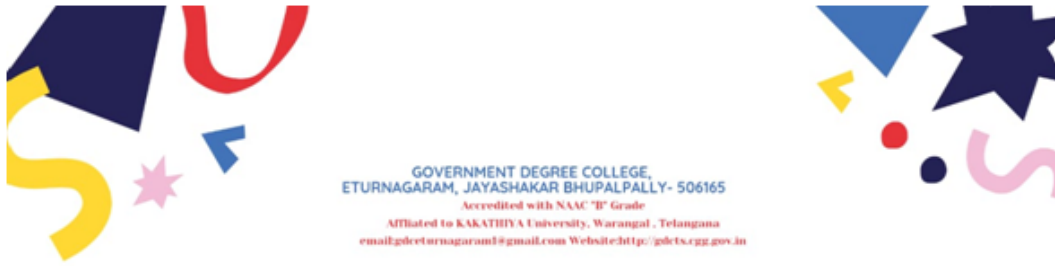 GOVERNMENT DEGREE COLLEGE,
ETURNAGARAM, JAYASHAKAR BHUPALPALLY- 506165
Accredited with NAAC "B" Grade
Affliated to KAKATHIYA University, Warangal , Telangana
email:gdceturnagaram1@gmail.com Website:http://gdcts.cgg.gov.in